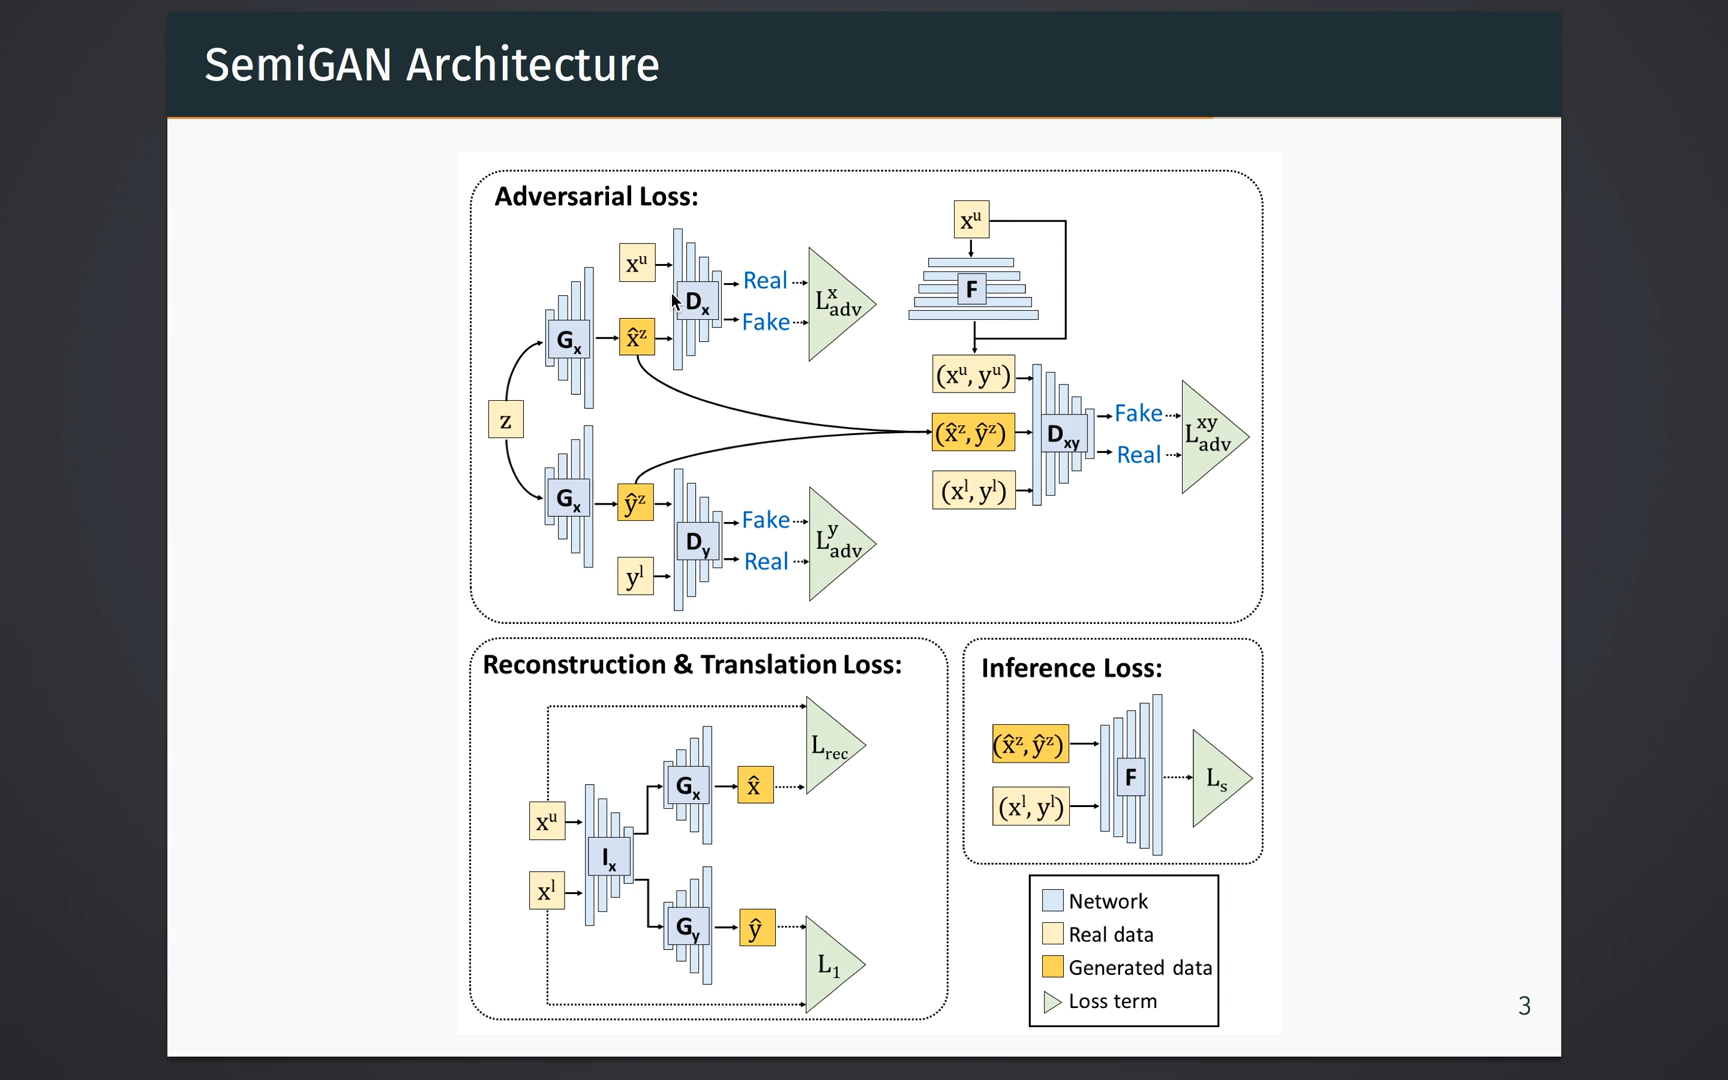 SemiGAN Architecture
Adversarial Loss:
z
Gx
Gx
xᵘ
x̂ᶻ
Dx
Real
Fake
Lˣadv
ŷᶻ
yˡ
Dy
Fake
Real
Lʸadv
xᵘ
F
(xᵘ, yᵘ)
(x̂ᶻ, ŷᶻ)
(xˡ, yˡ)
Dxy
Fake
Real
Lˣʸadv
Reconstruction & Translation Loss:
xᵘ
xˡ
Ix
Gx
x̂
Lrec
Gy
ŷ
L₁
Inference Loss:
(x̂ᶻ, ŷᶻ)
(xˡ, yˡ)
F
Ls
Network
Real data
Generated data
Loss term
3